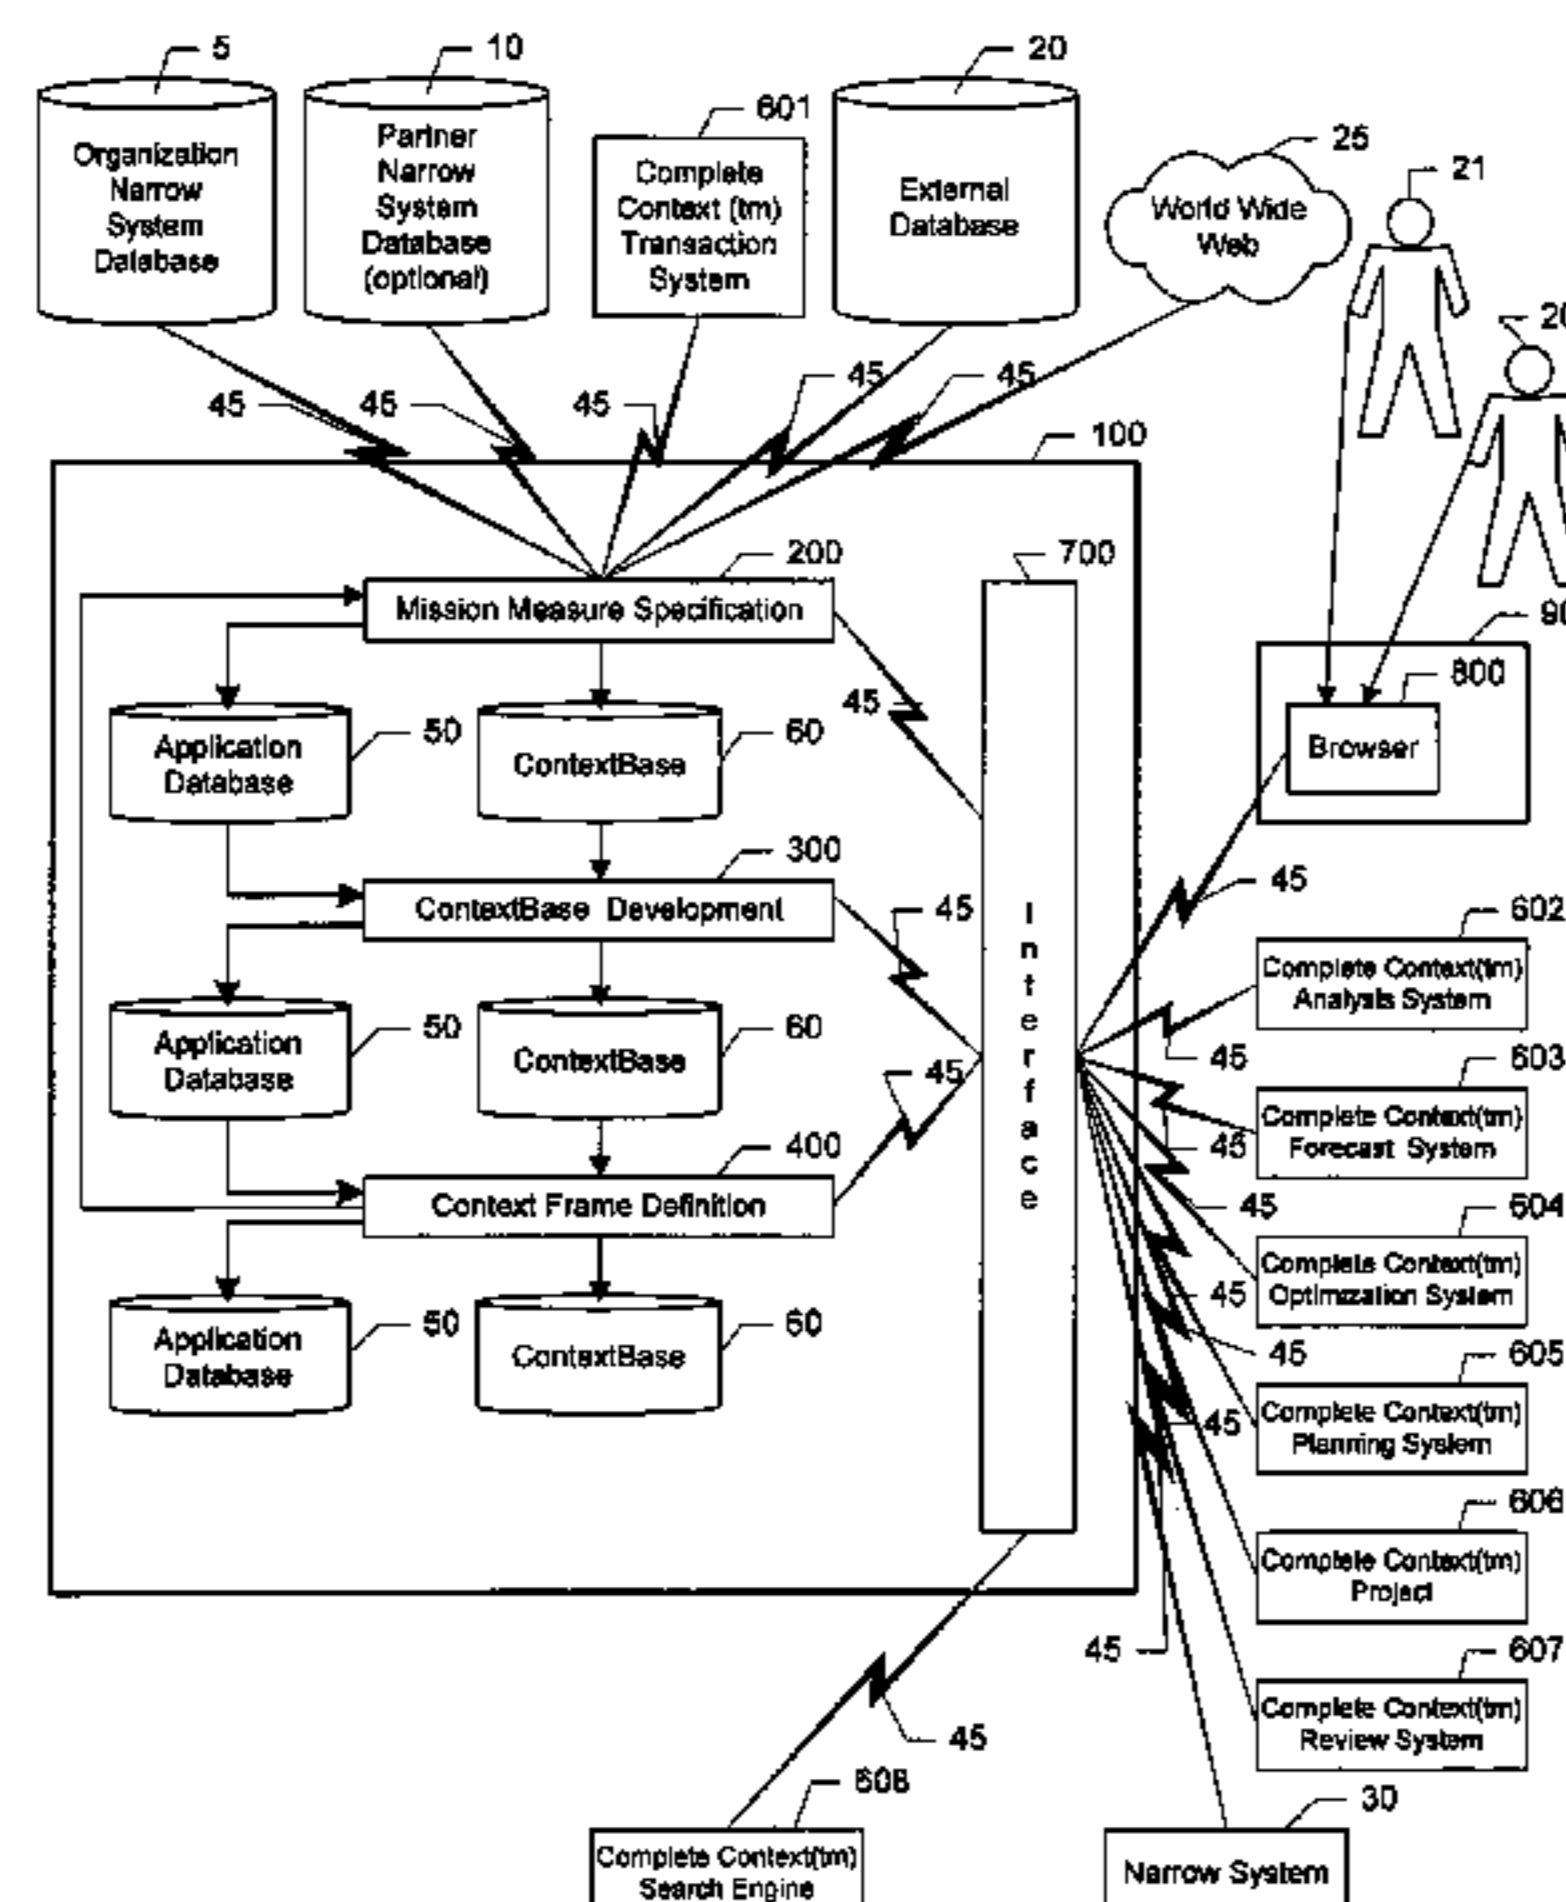 5
10
20
601
25
21
Organization
Narrow
System
Database
Partner
Narrow
System
Database
(optional)
Complete
Context (tm)
Transaction
System
External
Database
World Wide
Web
45
45
45
45
45
100
200
700
Mission Measure Specification
800
45
50
60
Application
Database
ContextBase
Browser
300
45
45
ContextBase Development
Interface
602
Complete Context(tm)
Analysis System
50
60
Application
Database
ContextBase
45
45
603
Complete Context(tm)
Forecast System
45
400
Context Frame Definition
45
604
Complete Context(tm)
Optimization System
45
50
60
Application
Database
ContextBase
45
605
Complete Context(tm)
Planning System
45
606
Complete Context(tm)
Project
45
607
Complete Context(tm)
Review System
45
608
30
Complete Context(tm)
Search Engine
Narrow System